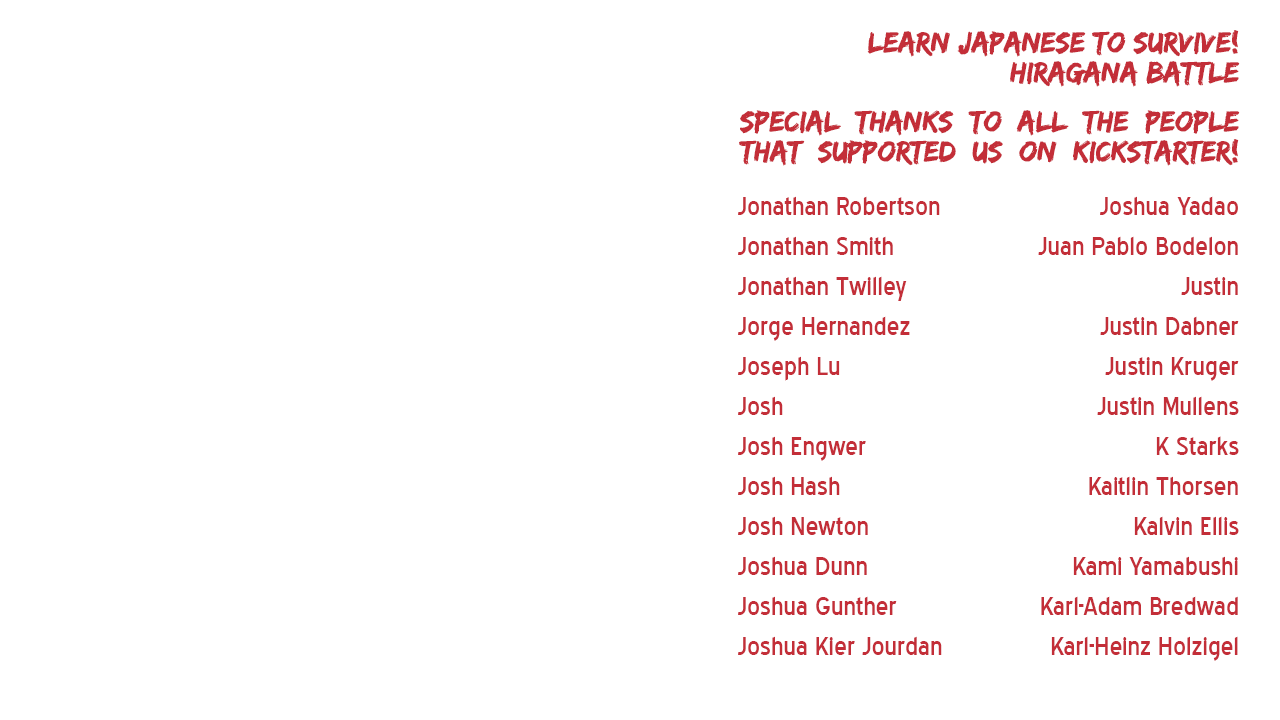 LEARN JAPANESE TO SURVIVE!
HIRAGANA BATTLE
SPECIAL THANKS TO ALL THE PEOPLE
THAT SUPPORTED US ON KICKSTARTER!
Jonathan Robertson
Jonathan Smith
Jonathan Twilley
Jorge Hernandez
Joseph Lu
Josh
Josh Engwer
Josh Hash
Josh Newton
Joshua Dunn
Joshua Gunther
Joshua Kier Jourdan
Joshua Yadao
Juan Pablo Bodelon
Justin
Justin Dabner
Justin Kruger
Justin Mullens
K Starks
Kaitlin Thorsen
Kalvin Ellis
Kami Yamabushi
Karl-Adam Bredwad
Karl-Heinz Holzigel